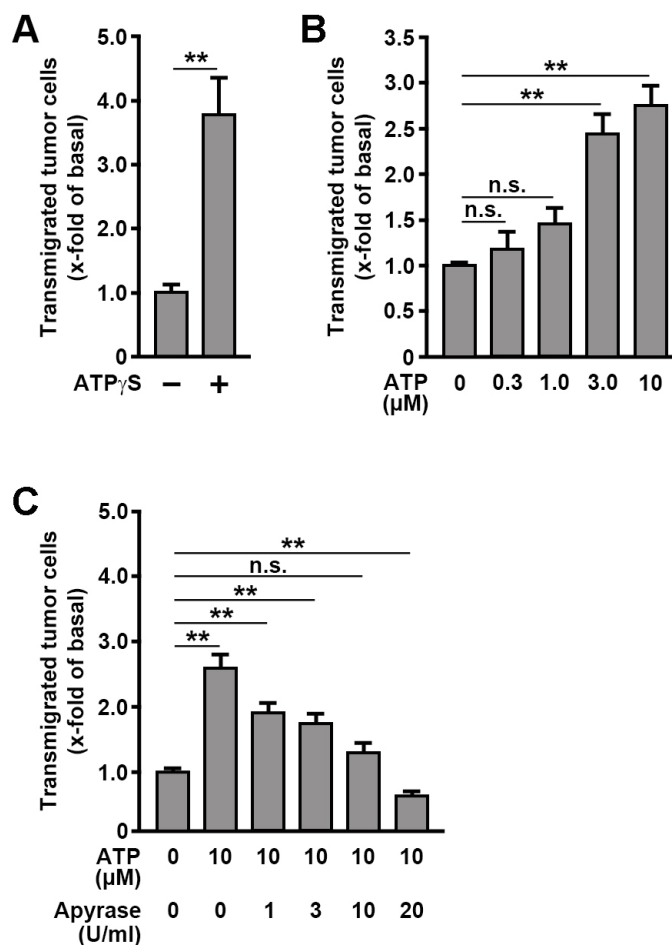 A
Transmigrated tumor cells
(x-fold of basal)
5.0
4.0
3.0
2.0
1.0
0
**
ATPγS − +
B
Transmigrated tumor cells
(x-fold of basal)
3.5
3.0
2.5
2.0
1.5
1.0
0.5
0
**
**
n.s.
n.s.
ATP
(µM)
0 0.3 1.0 3.0 10
C
Transmigrated tumor cells
(x-fold of basal)
5.0
4.0
3.0
2.0
1.0
0
**
n.s.
**
**
**
ATP
(µM)
0 10 10 10 10 10
Apyrase
(U/ml)
0 0 1 3 10 20